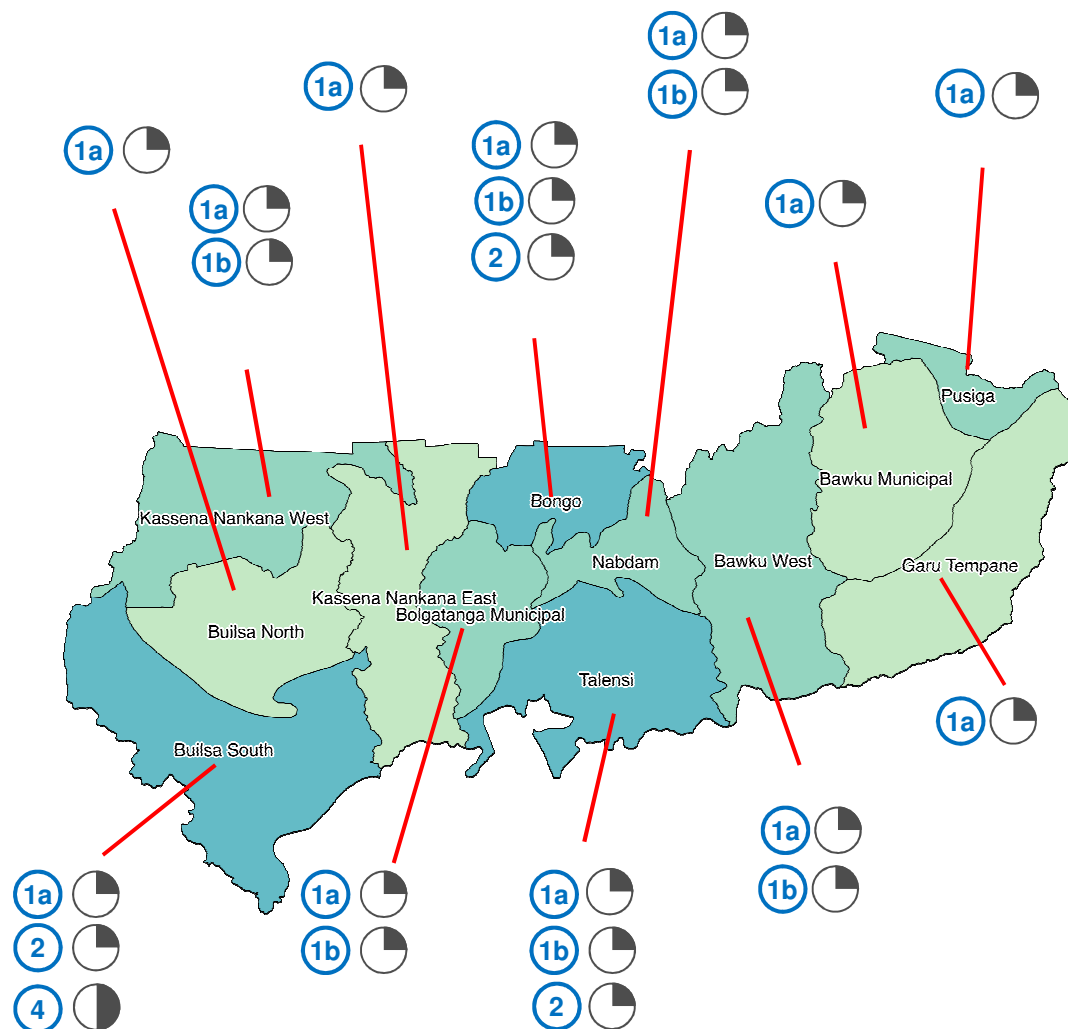 1a
1b
1a
1a
1a
1b
2
1a
1a
1b
1a
1a
1b
Pusiga
Bawku Municipal
Bongo
Kassena Nankana West
Nabdam
Bawku West
Garu Tempane
Kassena Nankana East
Bolgatanga Municipal
Builsa North
Talensi
1a
Builsa South
1a
1b
1a
2
4
1a
1b
1a
1b
2